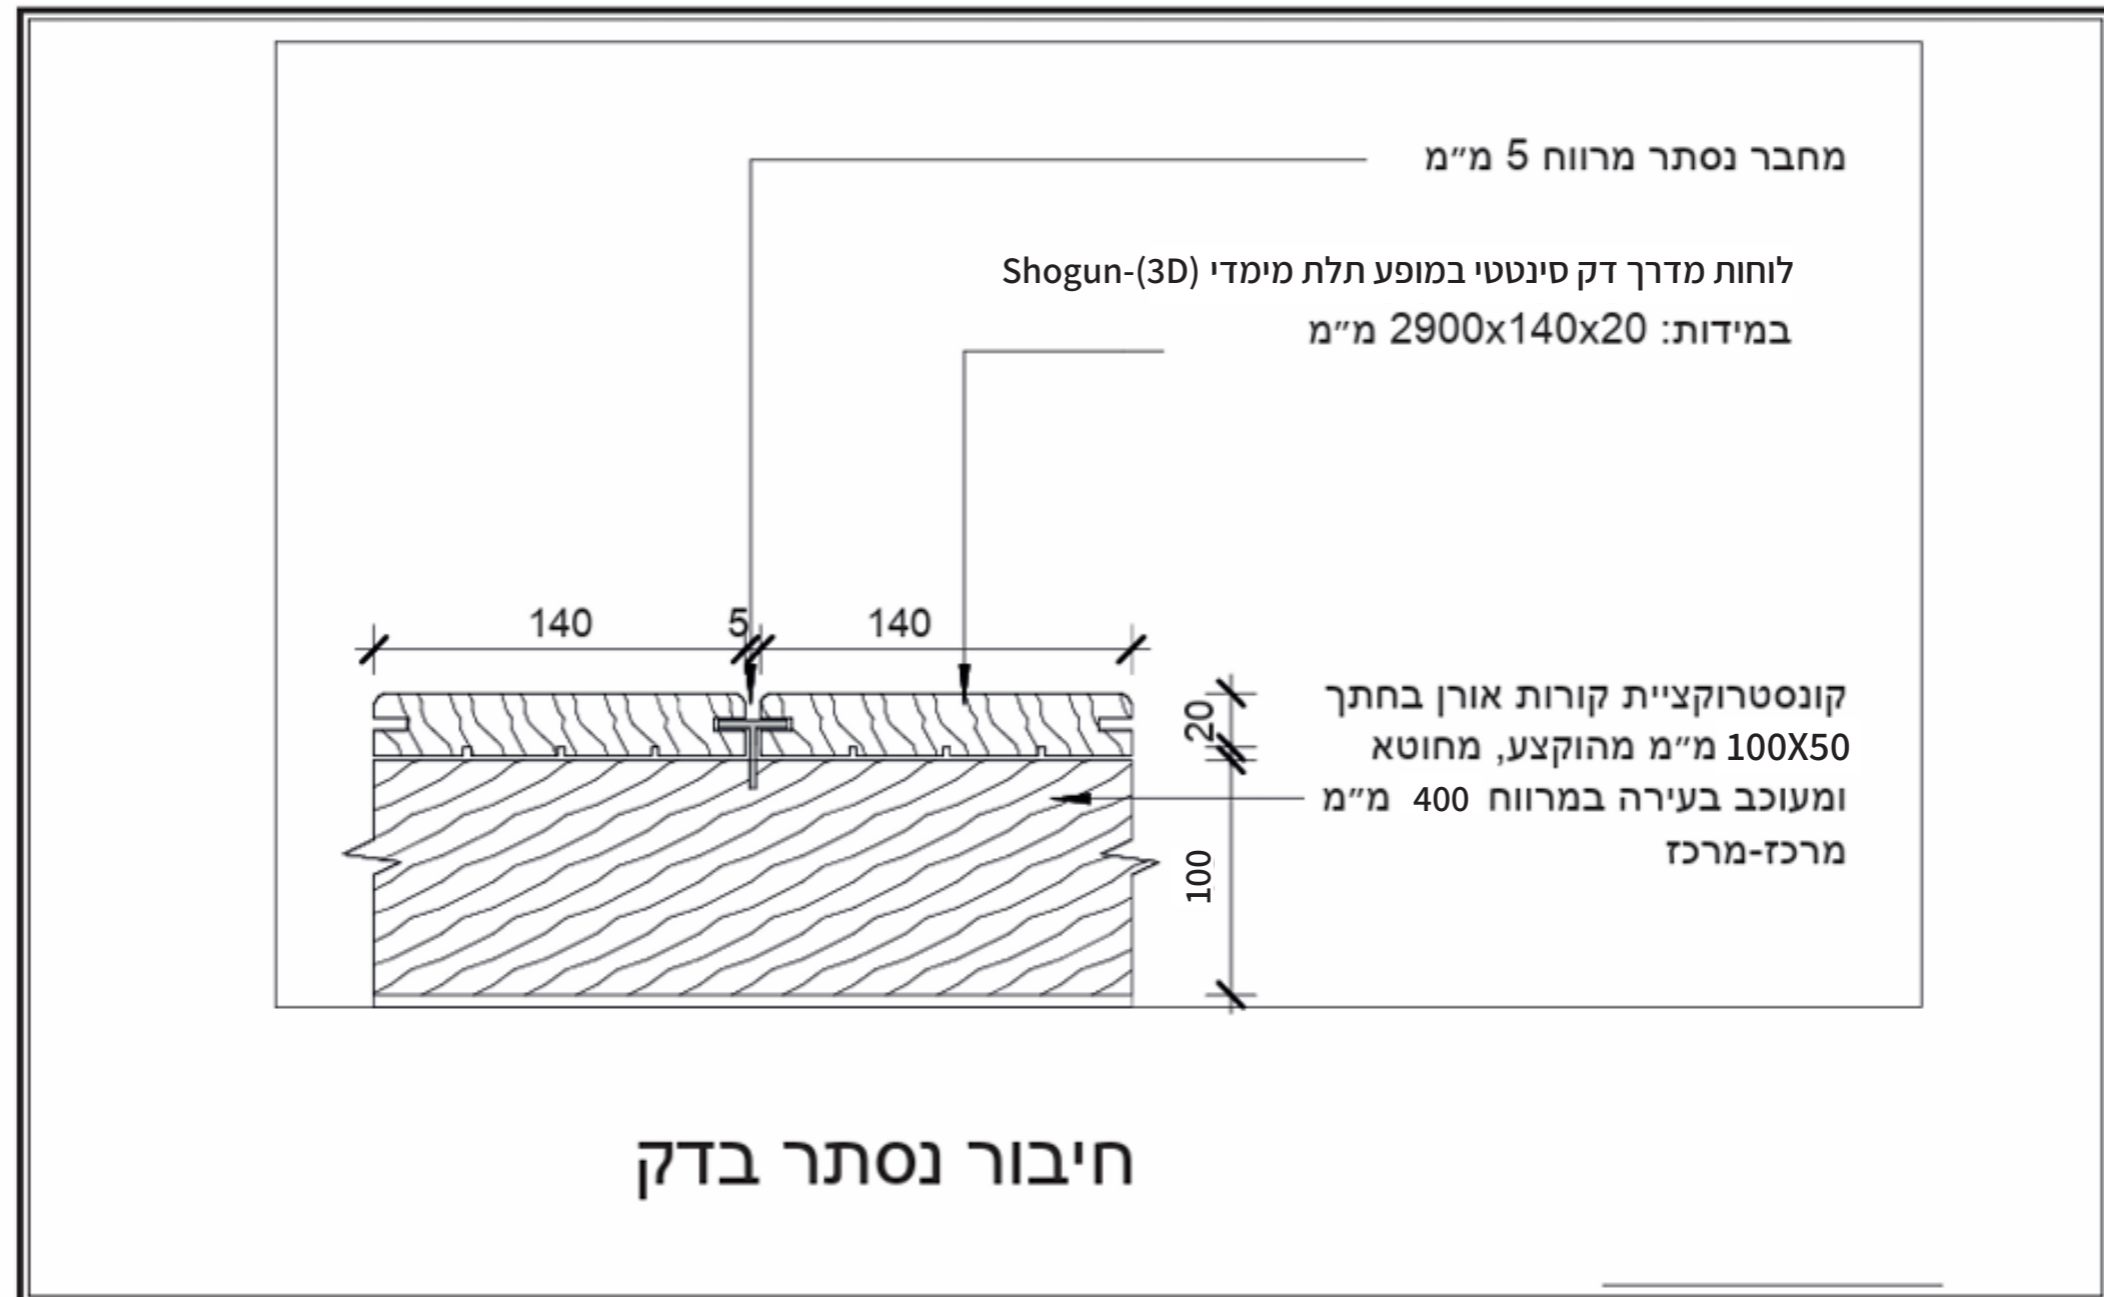 מחבר נסתר מרווח 5 מ״מ
לוחות מדרך דק סינטטי במופע תלת מימדי Shogun-(3D)
במידות: 2900x140x20 מ״מ
140
5
140
20
קונסטרוקציית קורות אורן בחתך
100X50 מ״מ מהוקצע, מחוטא
ומעוכב בעירה במרווח 400 מ״מ
מרכז-מרכז
100
חיבור נסתר בדק